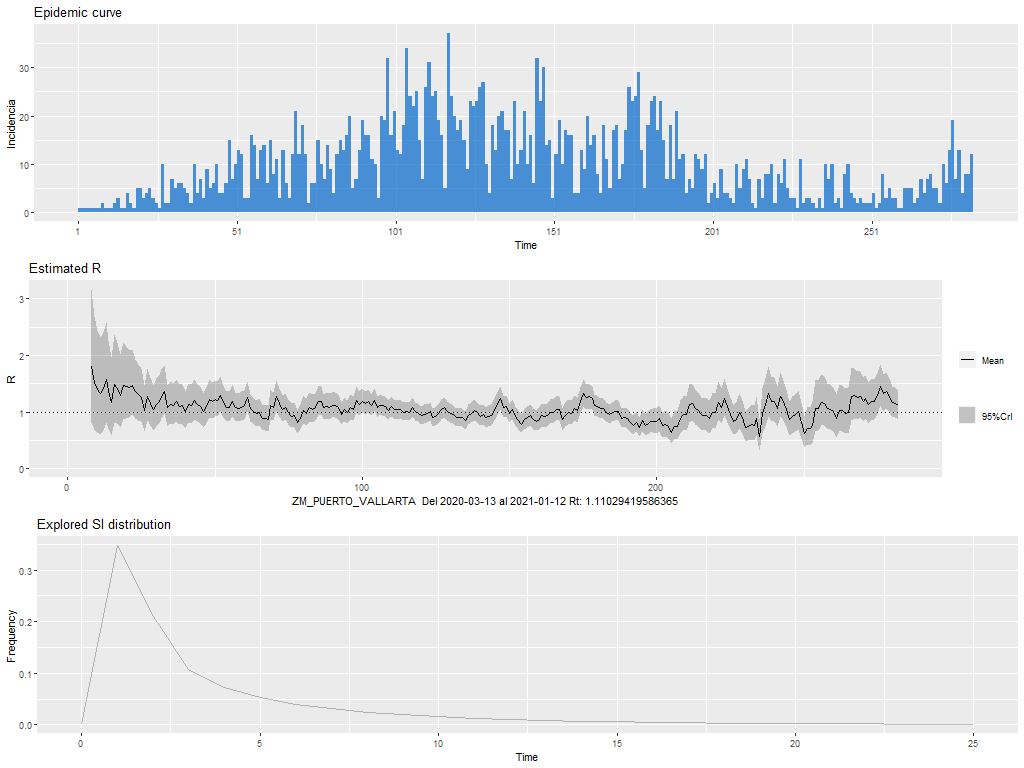 Epidemic curve
Incidencia
30
20
10
0
1
51
101
151
201
251
Time
Estimated R
R
3
2
1
0
0
100
200
ZM_PUERTO_VALLARTA Del 2020-03-13 al 2021-01-12 Rt: 1.11029419586365
Mean
95%CrI
Explored SI distribution
Frequency
0.3
0.2
0.1
0.0
0
5
10
15
20
25
Time